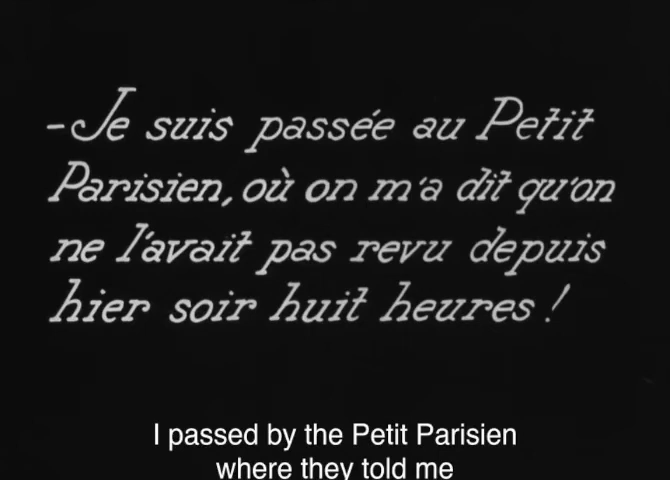 -Je suis passée au Petit
Parisien, où on m'a dit qu'on
ne l'avait pas revu depuis
hier soir huit heures !
I passed by the Petit Parisien
where they told me